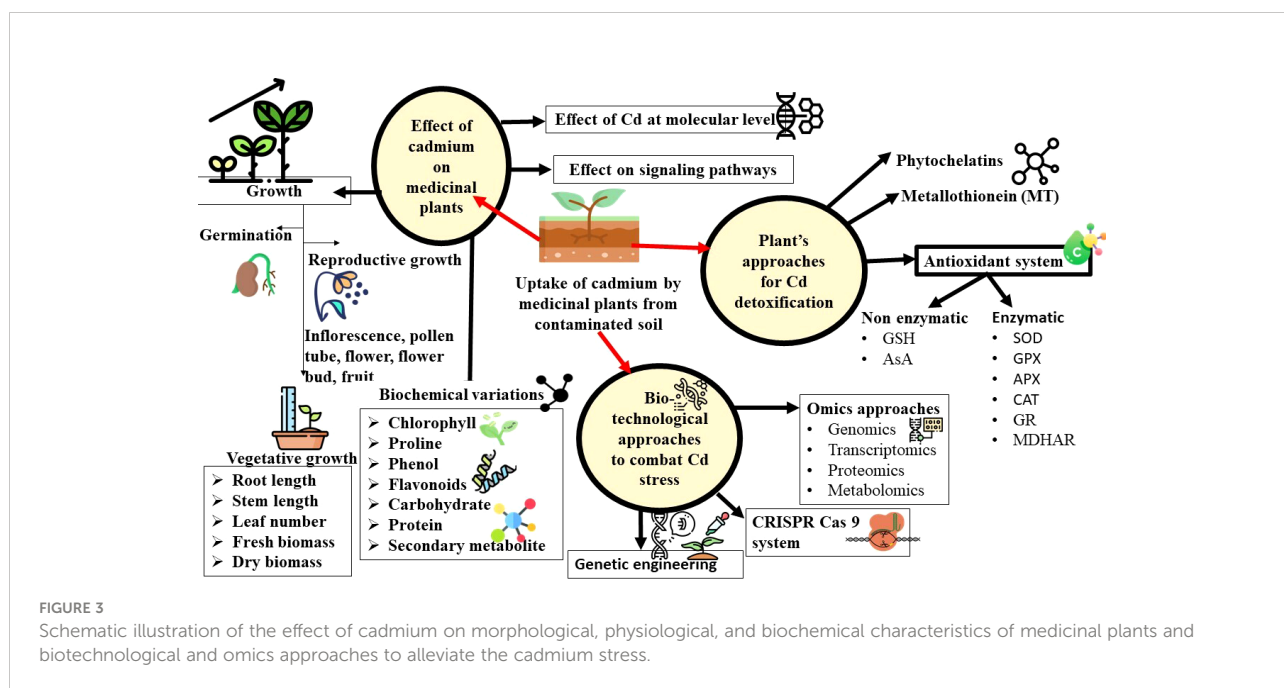 Effect of
cadmium
on
medicinal
plants
Effect of Cd at molecular level
Effect on signaling pathways
Growth
Germination
Reproductive growth
Inflorescence, pollen
tube, flower, flower
bud, fruit
Vegetative growth
➢ Root length
➢ Stem length
➢ Leaf number
➢ Fresh biomass
➢ Dry biomass
Biochemical variations
➢ Chlorophyll
➢ Proline
➢ Phenol
➢ Flavonoids
➢ Carbohydrate
➢ Protein
➢ Secondary metabolite
Uptake of cadmium by
medicinal plants from
contaminated soil
Plant's
approaches
for Cd
detoxification
Phytochelatins
Metallothionein (MT)
C
Antioxidant system
Non enzymatic
• GSH
• AsA
Enzymatic
• SOD
• GPX
• APX
• CAT
• GR
• MDHAR
Bio-
technological
approaches
to combat Cd
stress
Omics approaches
• Genomics
• Transcriptomics
• Proteomics
• Metabolomics
CRISPR Cas 9
system
Genetic engineering
FIGURE 3
Schematic illustration of the effect of cadmium on morphological, physiological, and biochemical characteristics of medicinal plants and
biotechnological and omics approaches to alleviate the cadmium stress.